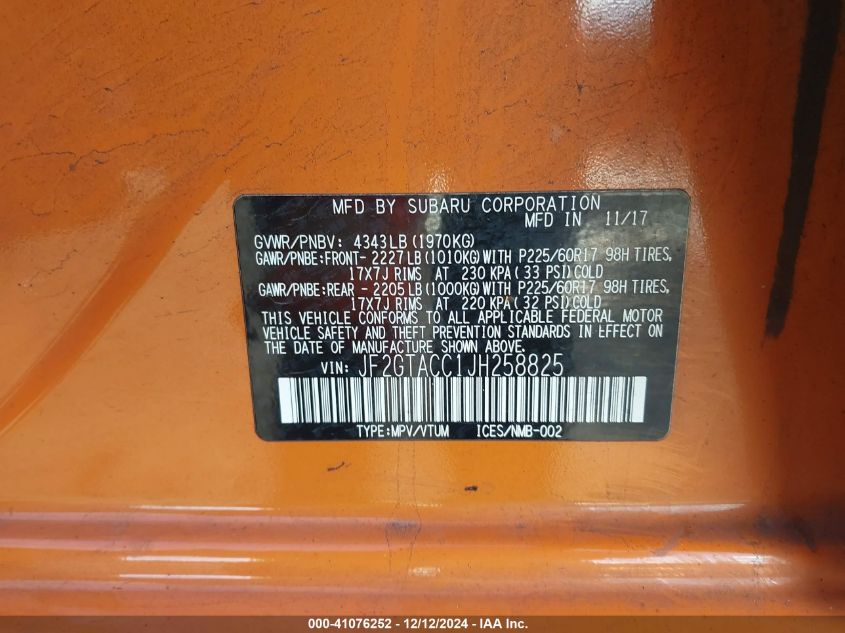 MFD BY SUBARU CORPORATION
MFD IN 11/17
GVWR/PNBV: 4343LB (1970KG)
GAWR/PNBE:FRONT- 2227 LB (1010KG) WITH P225/60R17 98H TIRES,
17X7J RIMS AT 230 KPA ( 33 PSI) COLD
GAWR/PNBE:REAR - 2205 LB (1000KG) WITH P225/60R17 98H TIRES,
17X7J RIMS AT 220 KPA ( 32 PSI) COLD
THIS VEHICLE CONFORMS TO ALL APPLICABLE FEDERAL MOTOR
VEHICLE SAFETY AND THEFT PREVENTION STANDARDS IN EFFECT ON
THE DATE OF MANUFACTURE SHOWN ABOVE.
VIN: JF2GTACC1JH258825
TYPE:MPV/VTUM ICES/NMB-002
000-41076252 - 12/12/2024 - IAA Inc.